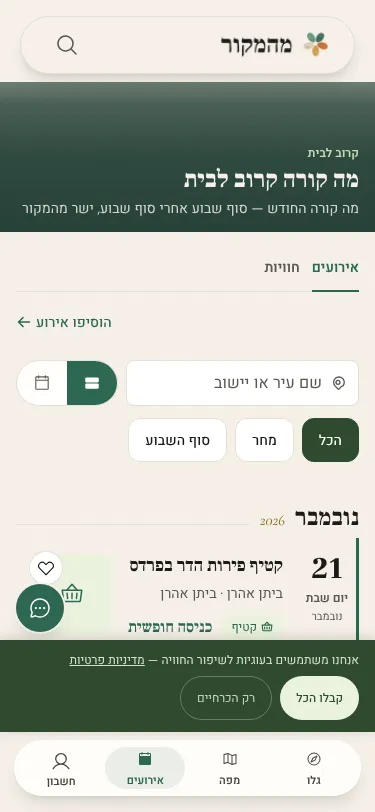 מהמקור
קרוב לבית
מה קורה קרוב לבית
מה קורה החודש — סוף שבוע אחרי סוף שבוע, ישר מהמקור
אירועים
חוויות
הוסיפו אירוע ←
שם עיר או יישוב
הכל
מחר
סוף השבוע
נובמבר 2026
21
יום שבת
נובמבר
קטיף פירות הדר בפרדס
ביתן אהרן · ביתן אהרן
קטיף
כניסה חופשית
אנחנו משתמשים בעוגיות לשיפור החוויה — מדיניות פרטיות
קבלו הכל
רק הכרחיים
גלו
מפה
אירועים
חשבון